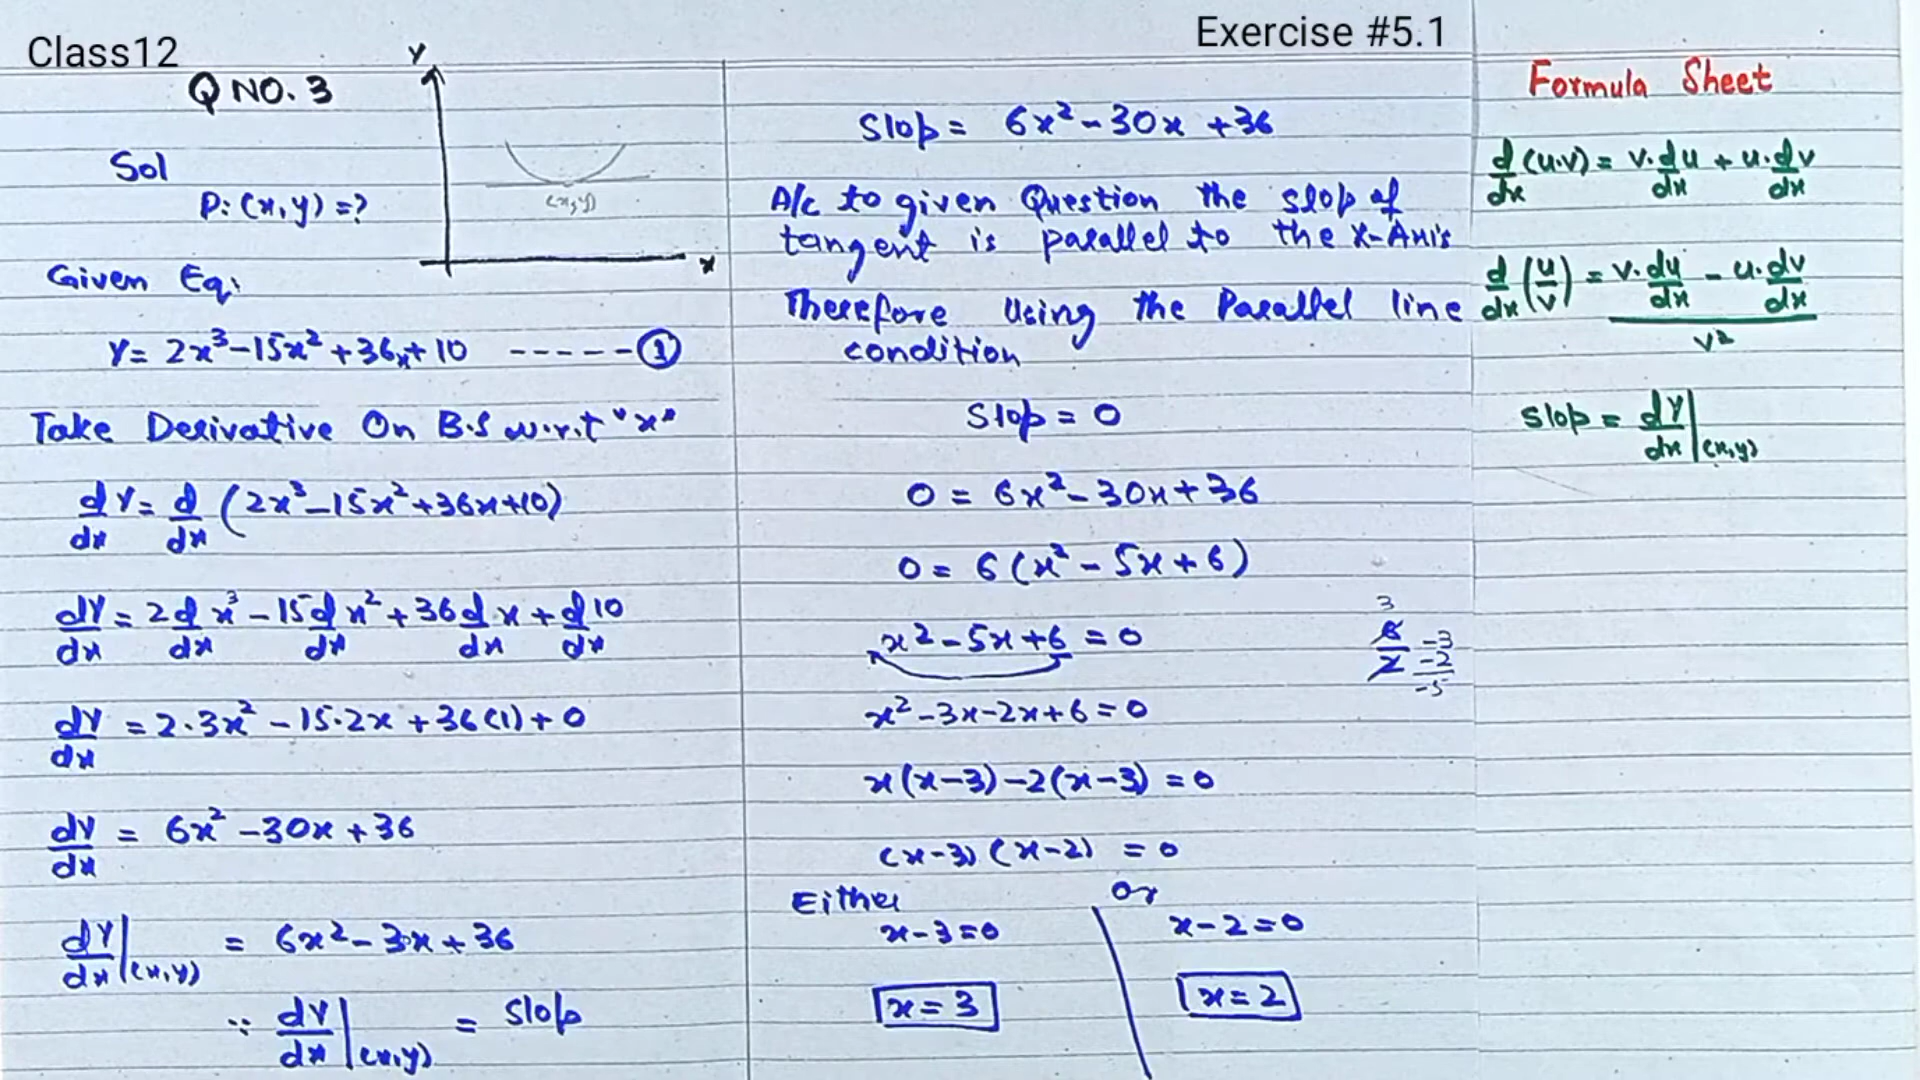 Class12
Exercise #5.1
Q NO. 3
Y
x
(x,y)
Sol
P: (x,y) = ?
Given Eq:
Y = 2x³-15x²+36x+10 ------①
Take Derivative On B.S w.r.t "x"
d/dx Y = d/dx (2x³-15x²+36x+10)
dY/dx = 2 d/dx x³ - 15 d/dx x² + 36 d/dx x + d/dx 10
dY/dx = 2·3x² - 15·2x + 36(1) + 0
dY/dx = 6x² - 30x + 36
dY/dx|(x,y) = 6x² - 30x + 36
∵ dY/dx|(x,y) = Slop
Slop = 6x² - 30x + 36
A/c to given Question the slop of
tangent is parallel to the X-Axis
Therefore Using the Parallel line
condition
Slop = 0
0 = 6x² - 30x + 36
0 = 6(x² - 5x + 6)
x² - 5x + 6 = 0
3
6/2
-3
-2
-5
x² - 3x - 2x + 6 = 0
x(x-3) - 2(x-3) = 0
(x-3) (x-2) = 0
Either
Or
x - 3 = 0
x - 2 = 0
x = 3
x = 2
Formula Sheet
d/dx (u.v) = v. du/dx + u. dv/dx
d/dx (u/v) = v. du/dx - u. dv/dx / v²
Slop = dY/dx|(x,y)